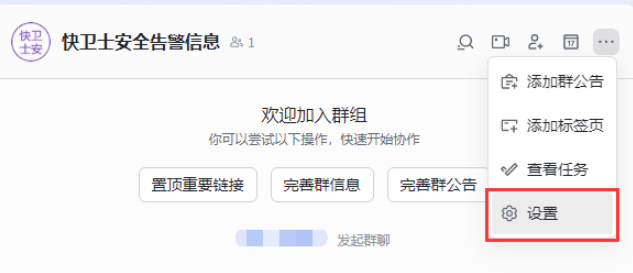 快卫
士安
快卫士安全告警信息 1
17
添加群公告
添加标签页
查看任务
设置
欢迎加入群组
你可以尝试以下操作，快速开始协作
置顶重要链接
完善群信息
完善群公告
发起群聊